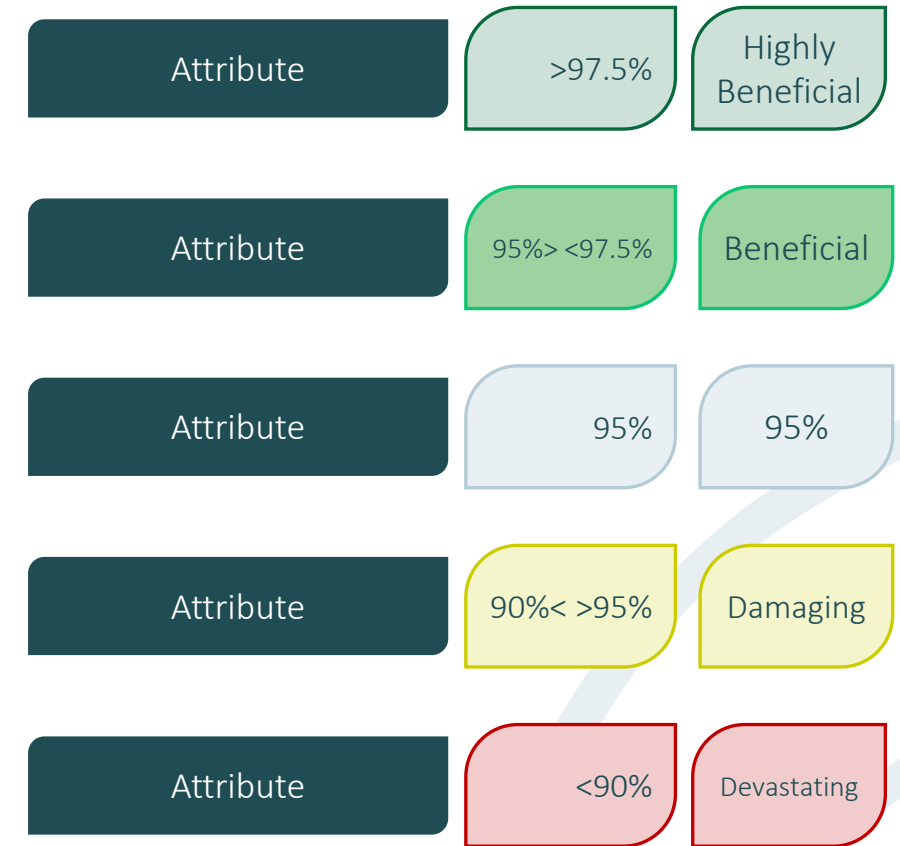 Attribute
>97.5%
Highly
Beneficial
Attribute
95%> <97.5%
Beneficial
Attribute
95%
95%
Attribute
90%< >95%
Damaging
Attribute
<90%
Devastating